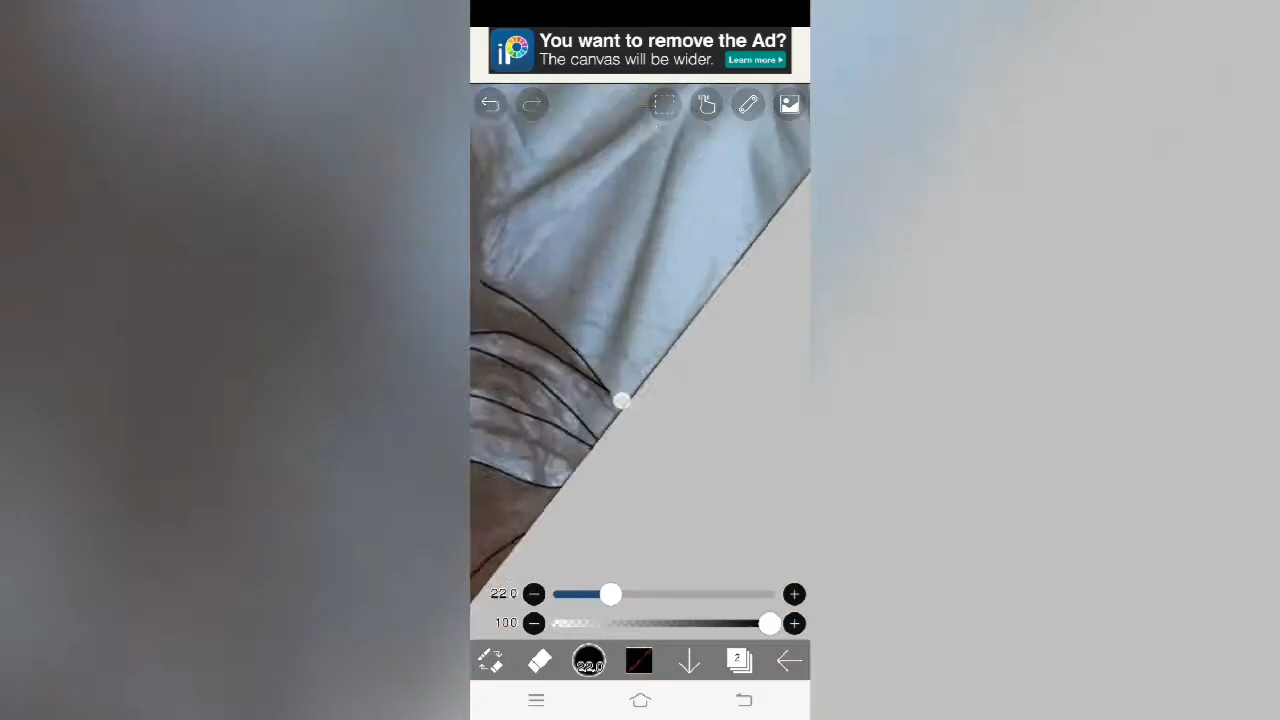 iP
You want to remove the Ad?
The canvas will be wider.
Learn more
22.0
100
22.0
2